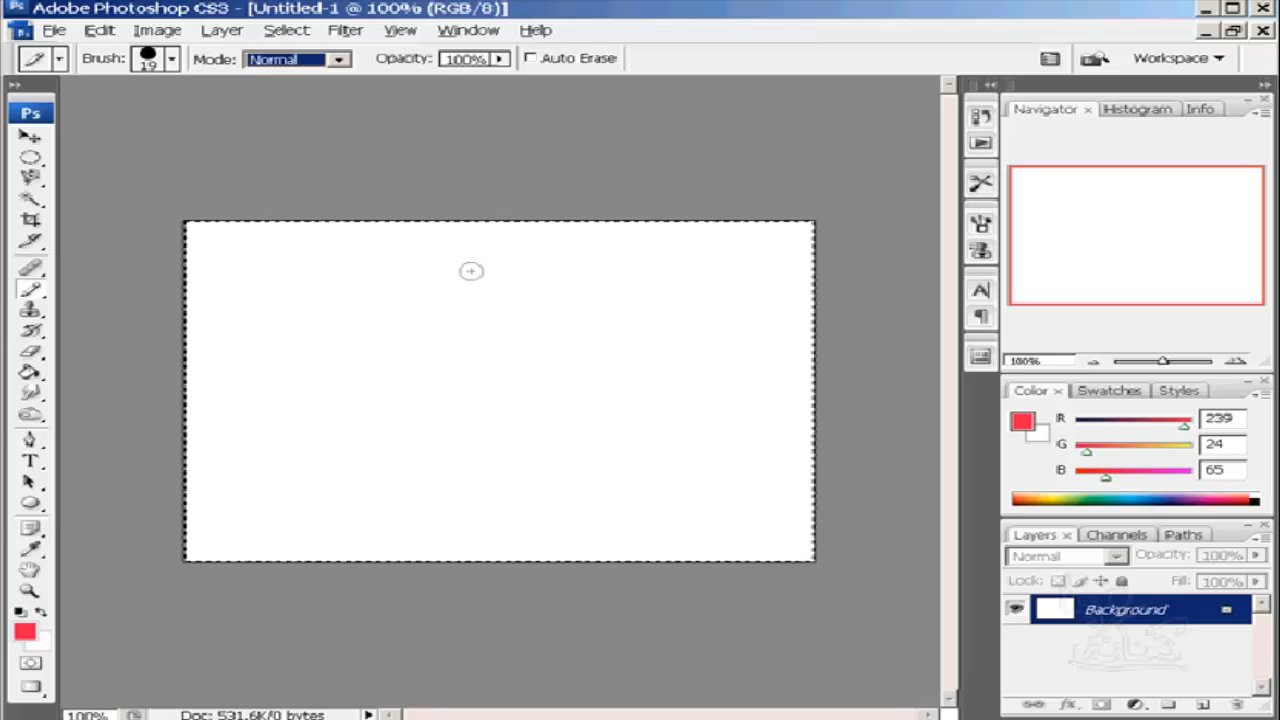 Adobe Photoshop CS3 - [Untitled-1 @ 100% (RGB/8)]
File Edit Image Layer Select Filter View Window Help
Brush: 19 Mode: Normal Opacity: 100% Auto Erase Workspace
Ps
Navigator Histogram Info
100%
Color Swatches Styles
R 239
G 24
B 65
Layers Channels Paths
Normal Opacity: 100%
Lock: Fill: 100%
Background
T
100% Doc: 531.6K/0 bytes